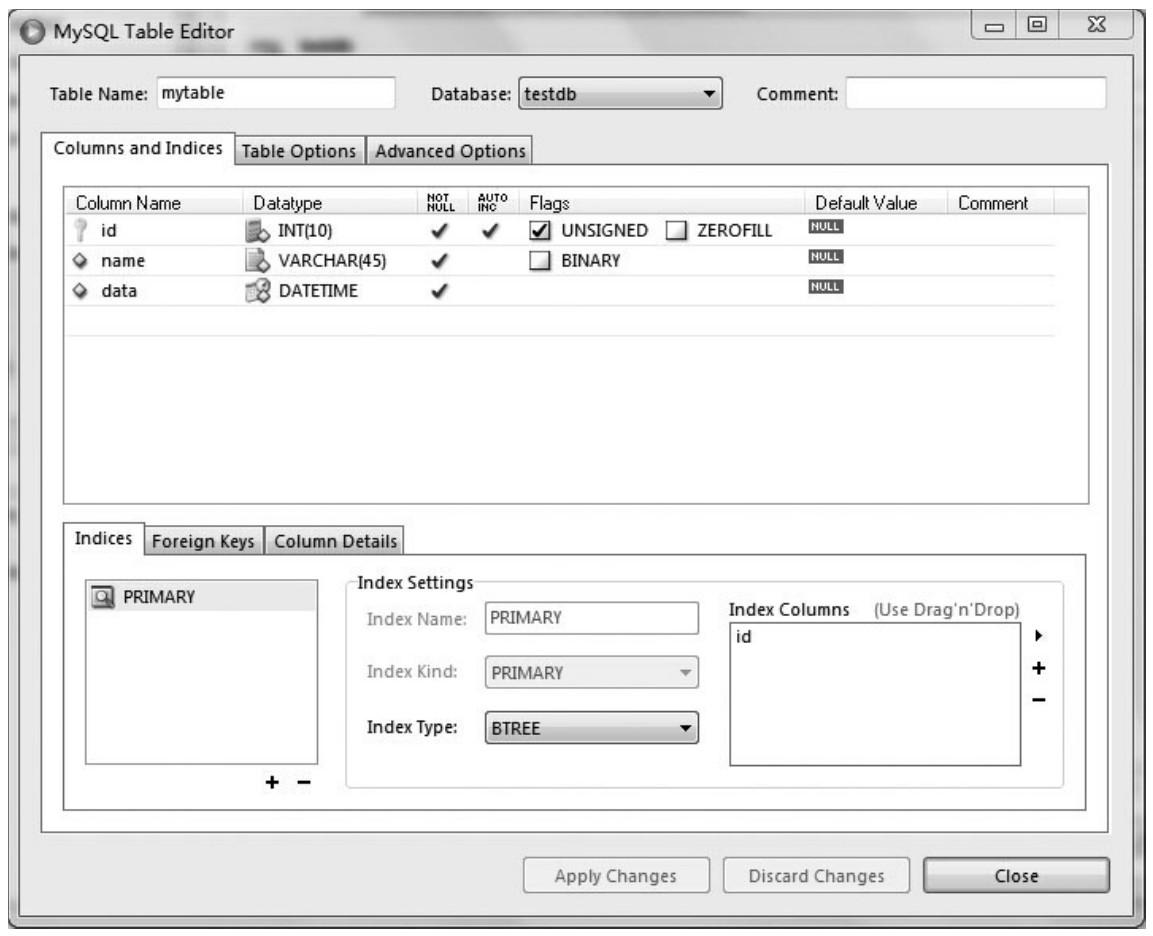 MySQL Table Editor
Table Name: mytable Database: testdb Comment:
Columns and Indices Table Options Advanced Options
Column Name Datatype NOT NULL AUTO INC Flags Default Value Comment
id INT(10) UNSIGNED ZEROFILL NULL
name VARCHAR(45) BINARY NULL
data DATETIME NULL
Indices Foreign Keys Column Details
PRIMARY
Index Settings
Index Name: PRIMARY
Index Kind: PRIMARY
Index Type: BTREE
Index Columns (Use Drag'n'Drop)
id
Apply Changes Discard Changes Close